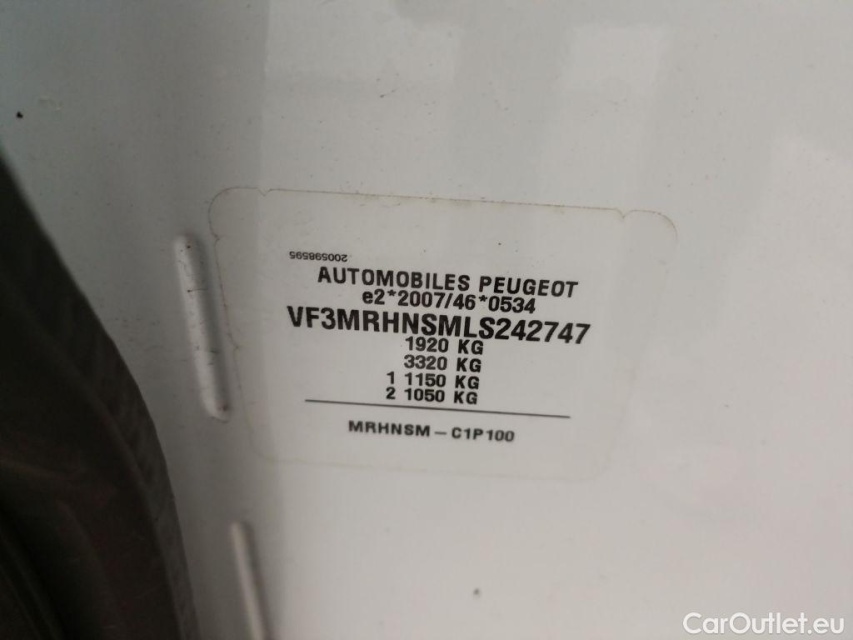 200598595
AUTOMOBILES PEUGEOT
e2*2007/46*0534
VF3MRHNSMLS242747
1920 KG
3320 KG
1 1150 KG
2 1050 KG
MRHNSM-C1P100
CarOutlet.eu